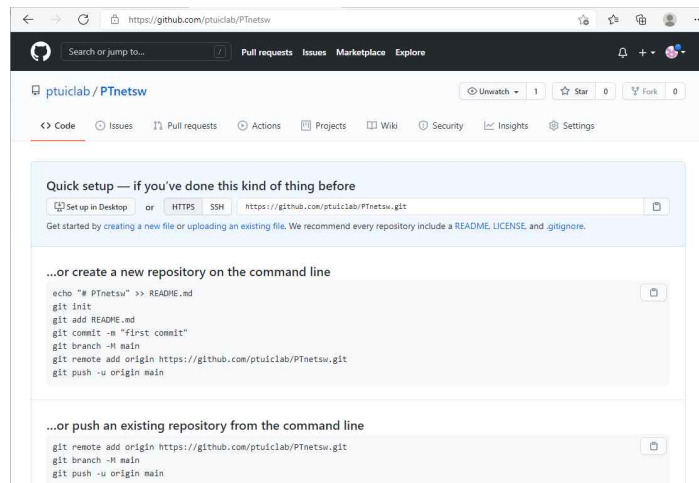 https://github.com/ptuiclab/PTnetsw
Search or jump to... / Pull requests Issues Marketplace Explore
ptuiclab / PTnetsw Unwatch 1 Star 0 Fork 0
Code Issues Pull requests Actions Projects Wiki Security Insights Settings
Quick setup — if you've done this kind of thing before
Set up in Desktop or HTTPS SSH https://github.com/ptuiclab/PTnetsw.git
Get started by creating a new file or uploading an existing file. We recommend every repository include a README, LICENSE, and .gitignore.
...or create a new repository on the command line
echo "# PTnetsw" >> README.md
git init
git add README.md
git commit -m "first commit"
git branch -M main
git remote add origin https://github.com/ptuiclab/PTnetsw.git
git push -u origin main
...or push an existing repository from the command line
git remote add origin https://github.com/ptuiclab/PTnetsw.git
git branch -M main
git push -u origin main